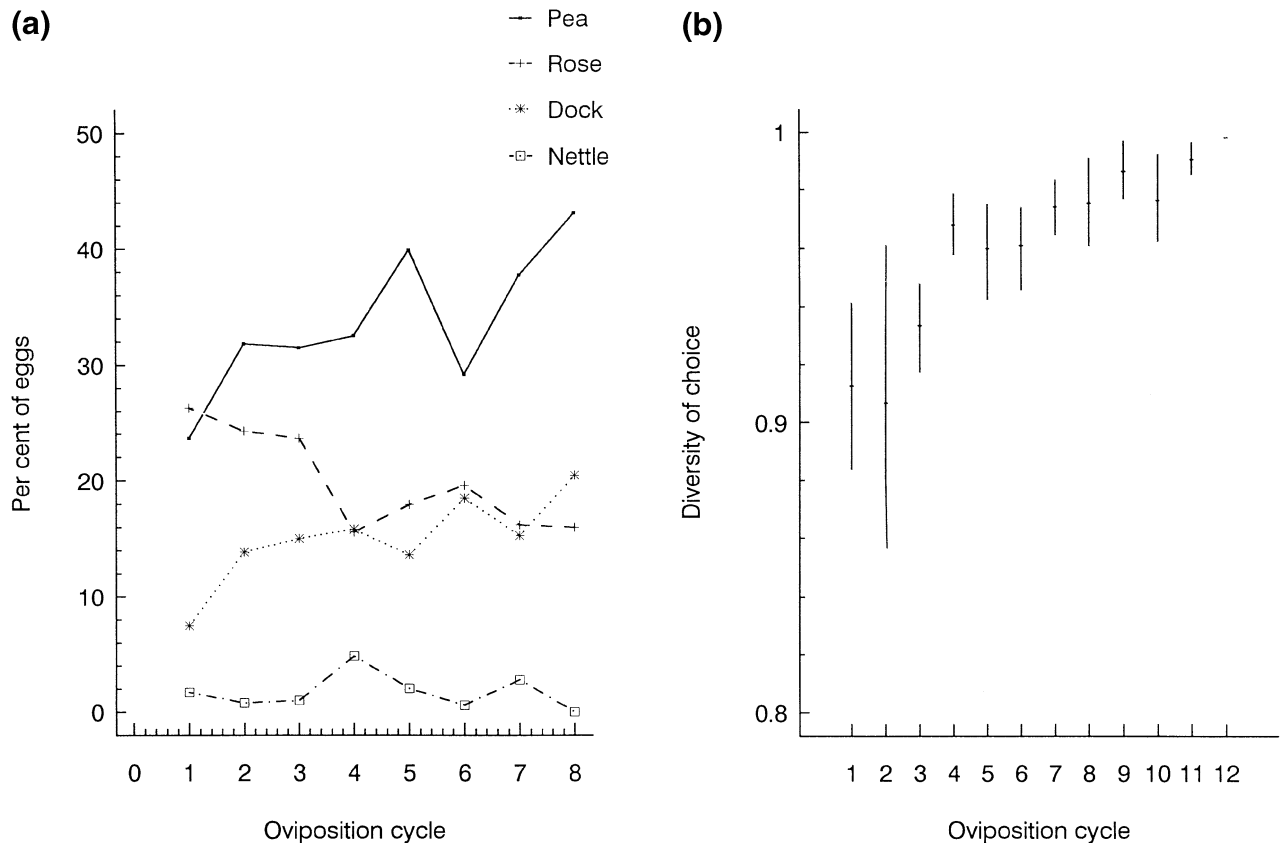 (a)
Pea
Rose
Dock
Nettle
50
40
30
20
10
0
Per cent of eggs
0 1 2 3 4 5 6 7 8
Oviposition cycle
(b)
1
0.9
0.8
Diversity of choice
1 2 3 4 5 6 7 8 9 10 11 12
Oviposition cycle